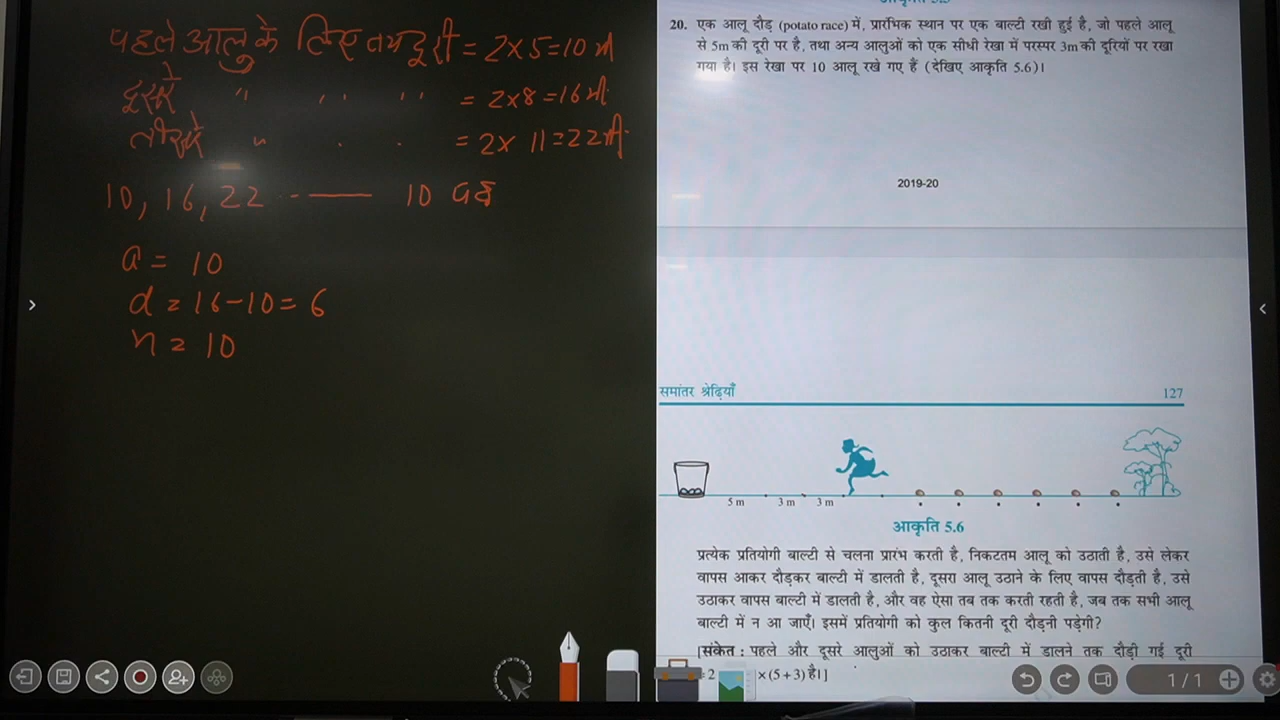 पहले आलु के लिए तय दूरी = 2×5=10 मी
दूसरे " " " = 2×8=16 मी
तीसरे " " " = 2× 11=22मी
10, 16, 22 ------ 10 पद
a = 10
d = 16-10= 6
n = 10
20. एक आलू दौड़ (potato race) में, प्रारंभिक स्थान पर एक बाल्टी रखी हुई है, जो पहले आलू
से 5m की दूरी पर है, तथा अन्य आलुओं को एक सीधी रेखा में परस्पर 3m की दूरियों पर रखा
गया है। इस रेखा पर 10 आलू रखे गए हैं (देखिए आकृति 5.6)।
2019-20
समांतर श्रेढ़ियाँ 127
5 m 3 m 3 m
आकृति 5.6
प्रत्येक प्रतियोगी बाल्टी से चलना प्रारंभ करती है, निकटतम आलू को उठाती है, उसे लेकर
वापस आकर दौड़कर बाल्टी में डालती है, दूसरा आलू उठाने के लिए वापस दौड़ती है, उसे
उठाकर वापस बाल्टी में डालती है, और वह ऐसा तब तक करती रहती है, जब तक सभी आलू
बाल्टी में न आ जाएँ। इसमें प्रतियोगी को कुल कितनी दूरी दौड़नी पड़ेगी?
[संकेत : पहले और दूसरे आलुओं को उठाकर बाल्टी में डालने तक दौड़ी गई दूरी
= 2 × (5 + 3) है।]
1 / 1